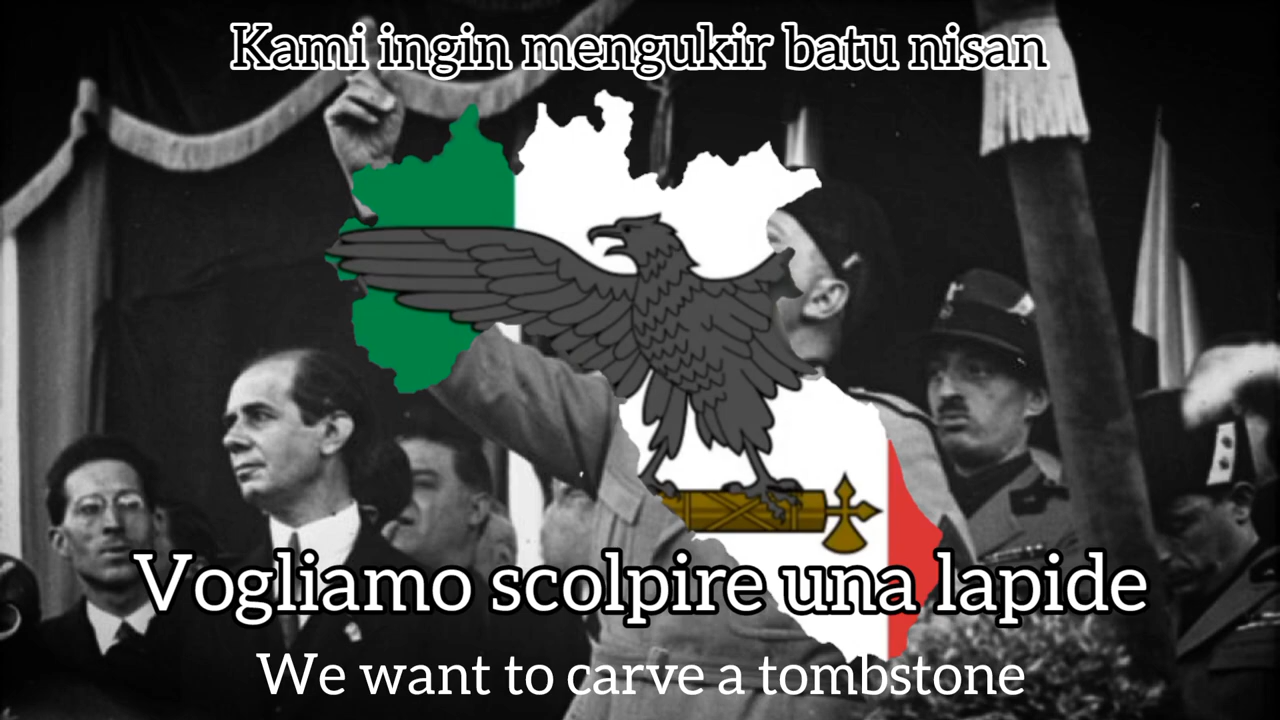 Kami ingin mengukir batu nisan
Vogliamo scolpire una lapide
We want to carve a tombstone